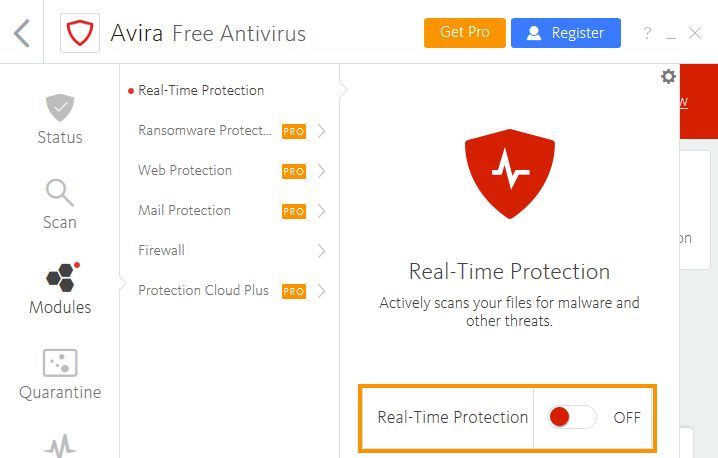 Avira Free Antivirus
Get Pro
Register
?
Status
Scan
Modules
Quarantine
Real-Time Protection
Ransomware Protect... PRO
Web Protection PRO
Mail Protection PRO
Firewall
Protection Cloud Plus PRO
Real-Time Protection
Actively scans your files for malware and
other threats.
Real-Time Protection
OFF